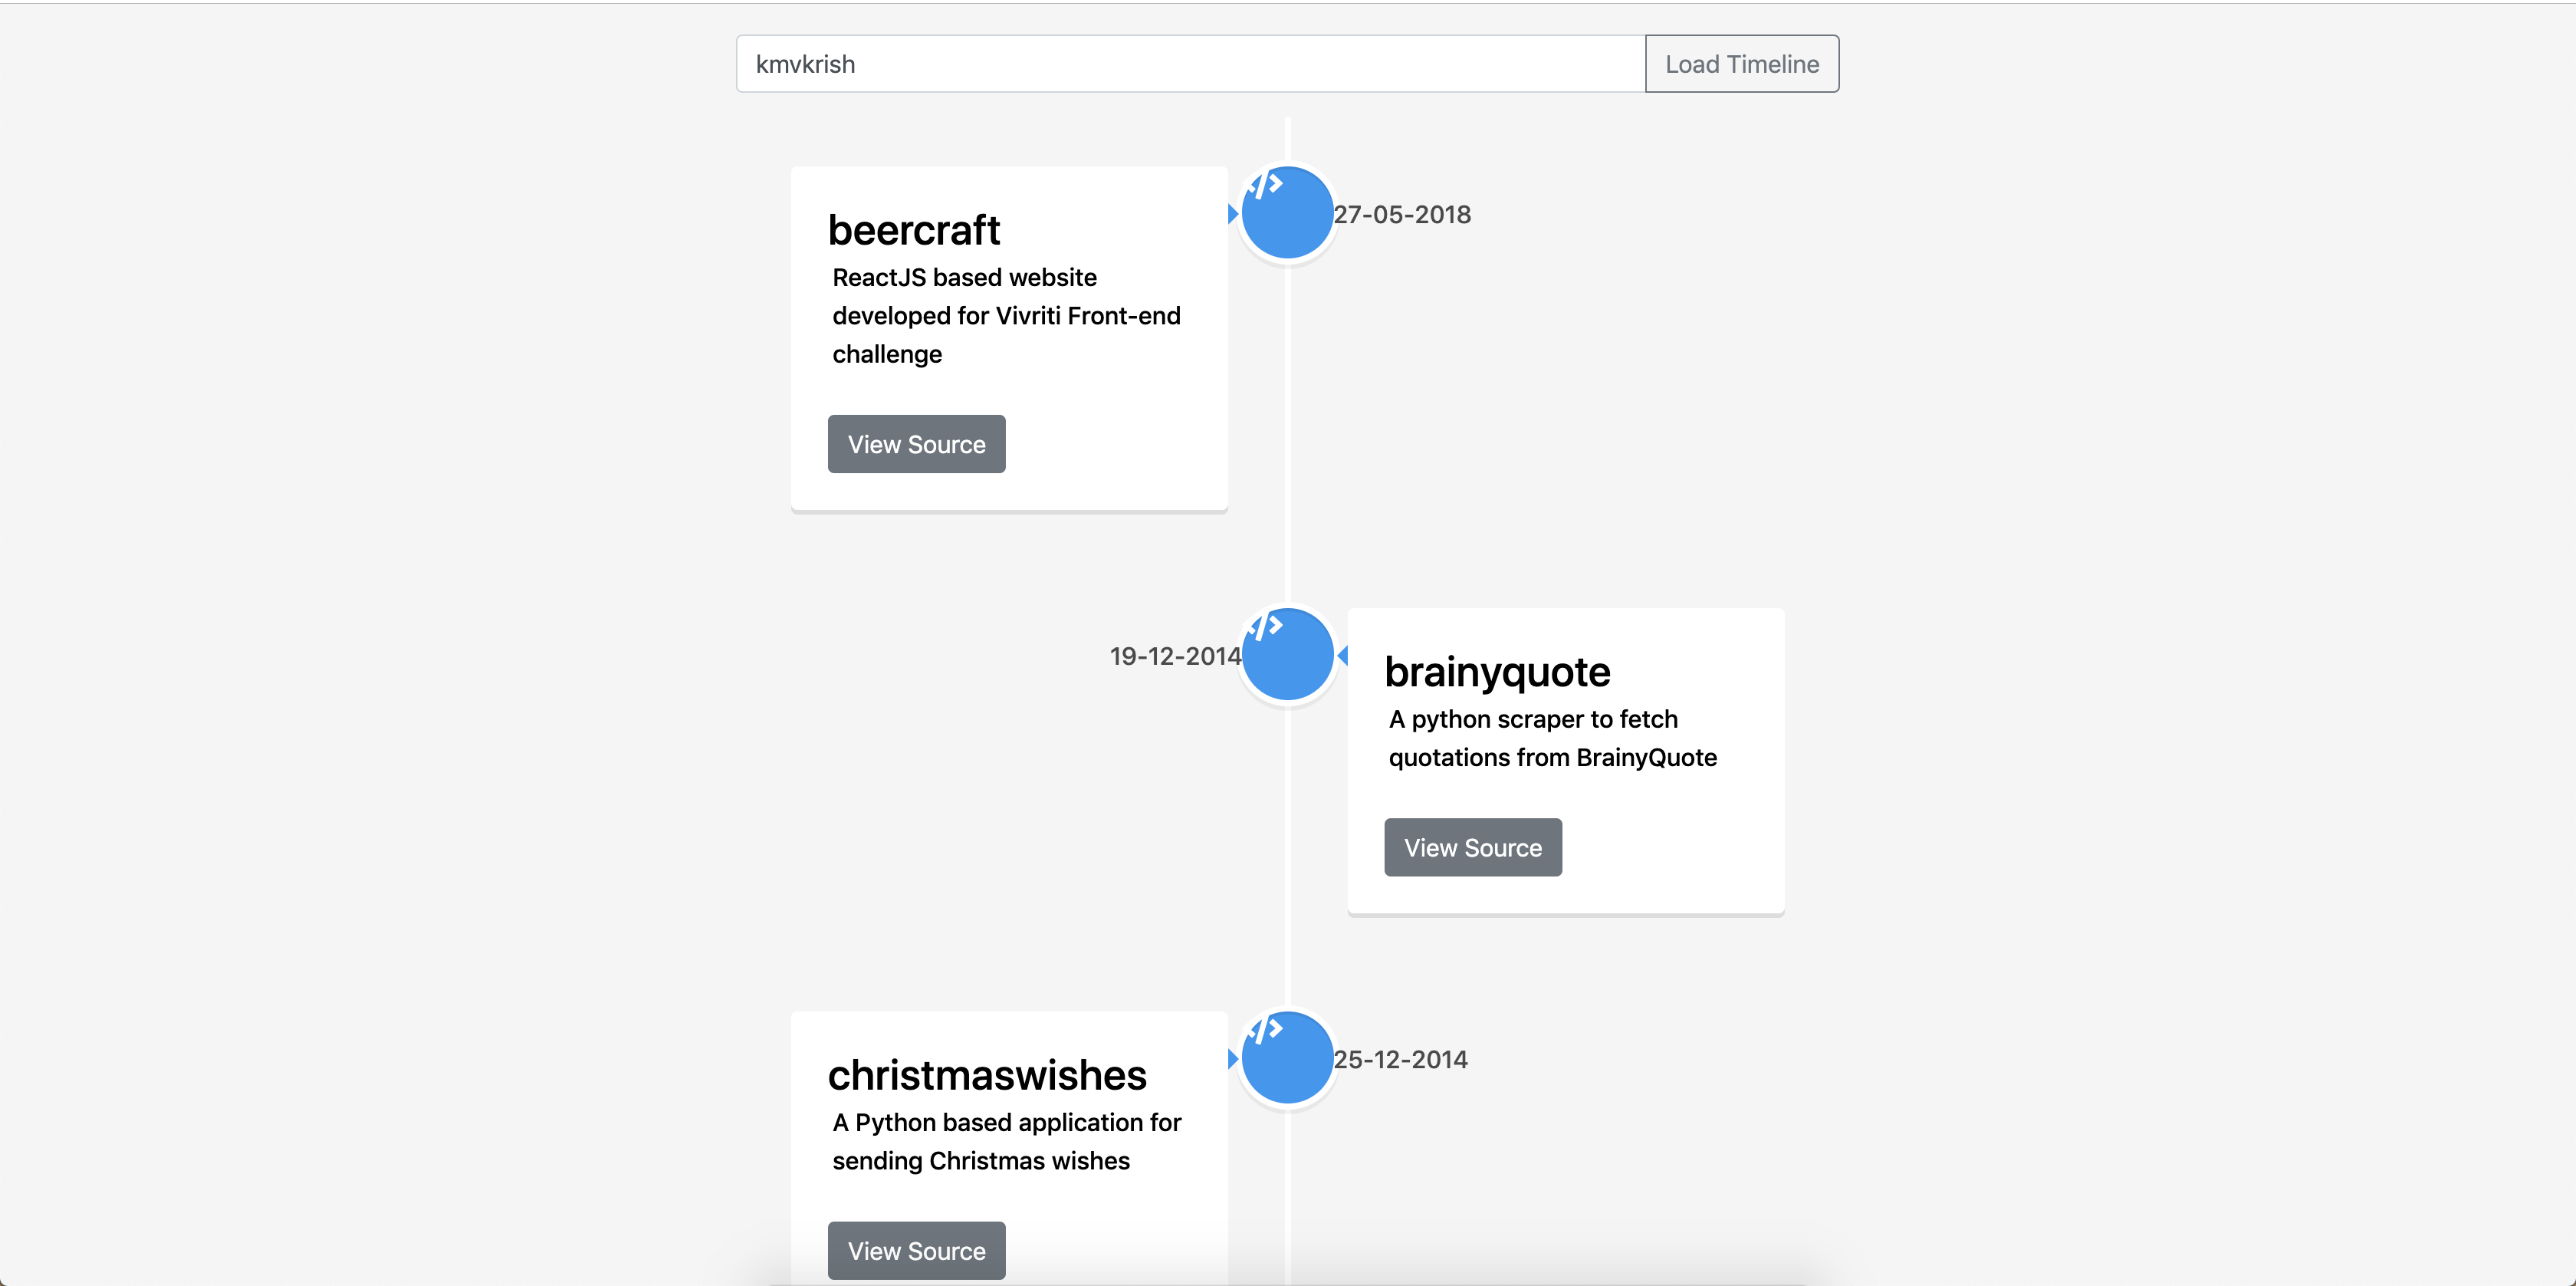 kmvkrish
Load Timeline
beercraft
27-05-2018
ReactJS based website
developed for Vivriti Front-end
challenge
View Source
19-12-2014
brainyquote
A python scraper to fetch
quotations from BrainyQuote
View Source
christmaswishes
25-12-2014
A Python based application for
sending Christmas wishes
View Source